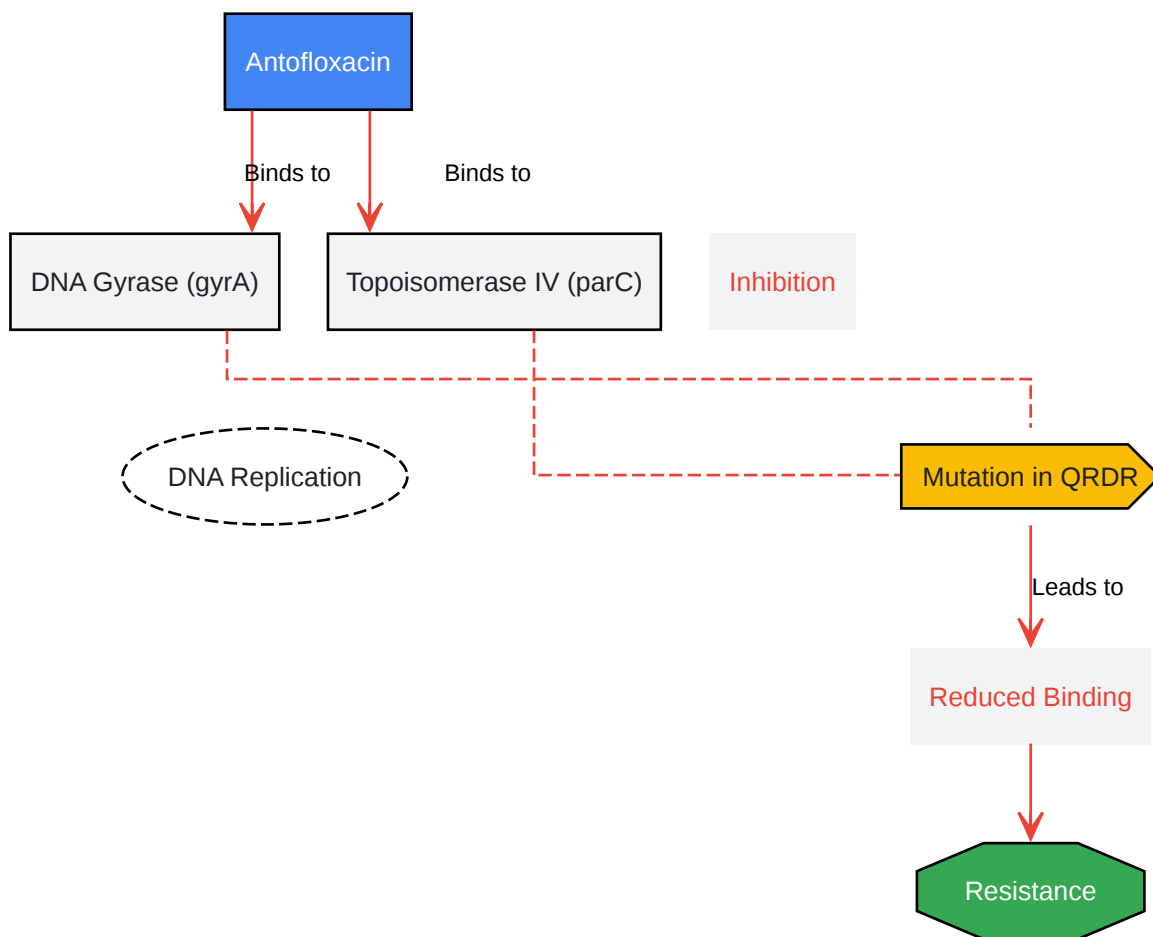 Antofloxacin
Binds to
Binds to
DNA Gyrase (gyrA)
Topoisomerase IV (parC)
Inhibition
DNA Replication
Mutation in QRDR
Leads to
Reduced Binding
Resistance